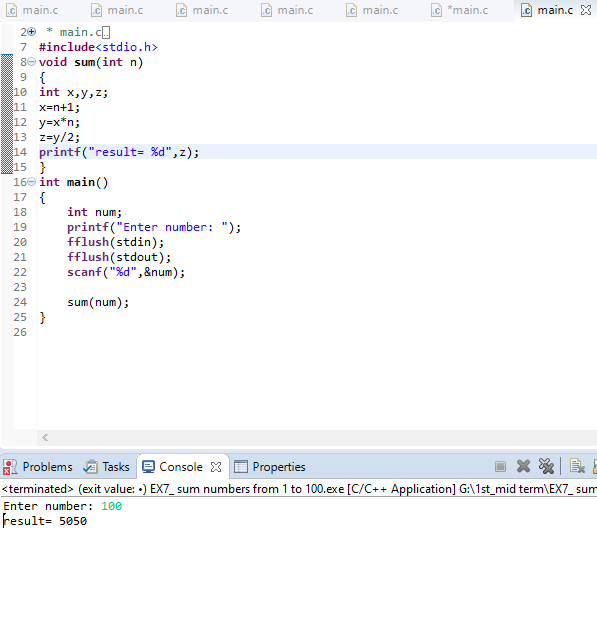 main.c main.c main.c main.c main.c *main.c main.c
2 * main.c
7 #include<stdio.h>
8 void sum(int n)
9 {
10 int x,y,z;
11 x=n+1;
12 y=x*n;
13 z=y/2;
14 printf("result= %d",z);
15 }
16 int main()
17 {
18 int num;
19 printf("Enter number: ");
20 fflush(stdin);
21 fflush(stdout);
22 scanf("%d",&num);
23
24 sum(num);
25 }
26
Problems Tasks Console Properties
<terminated> (exit value: •) EX7_ sum numbers from 1 to 100.exe [C/C++ Application] G:\1st_mid term\EX7_ sum
Enter number: 100
result= 5050